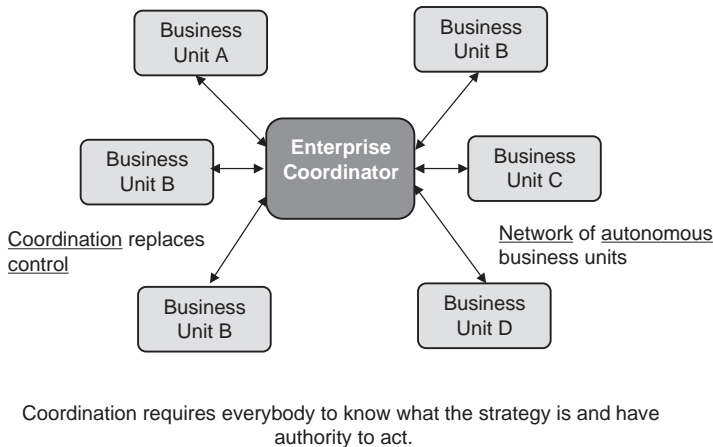 Business
Unit A
Business
Unit B
Enterprise
Coordinator
Business
Unit B
Business
Unit C
Coordination replaces
control
Network of autonomous
business units
Business
Unit B
Business
Unit D
Coordination requires everybody to know what the strategy is and have
authority to act.